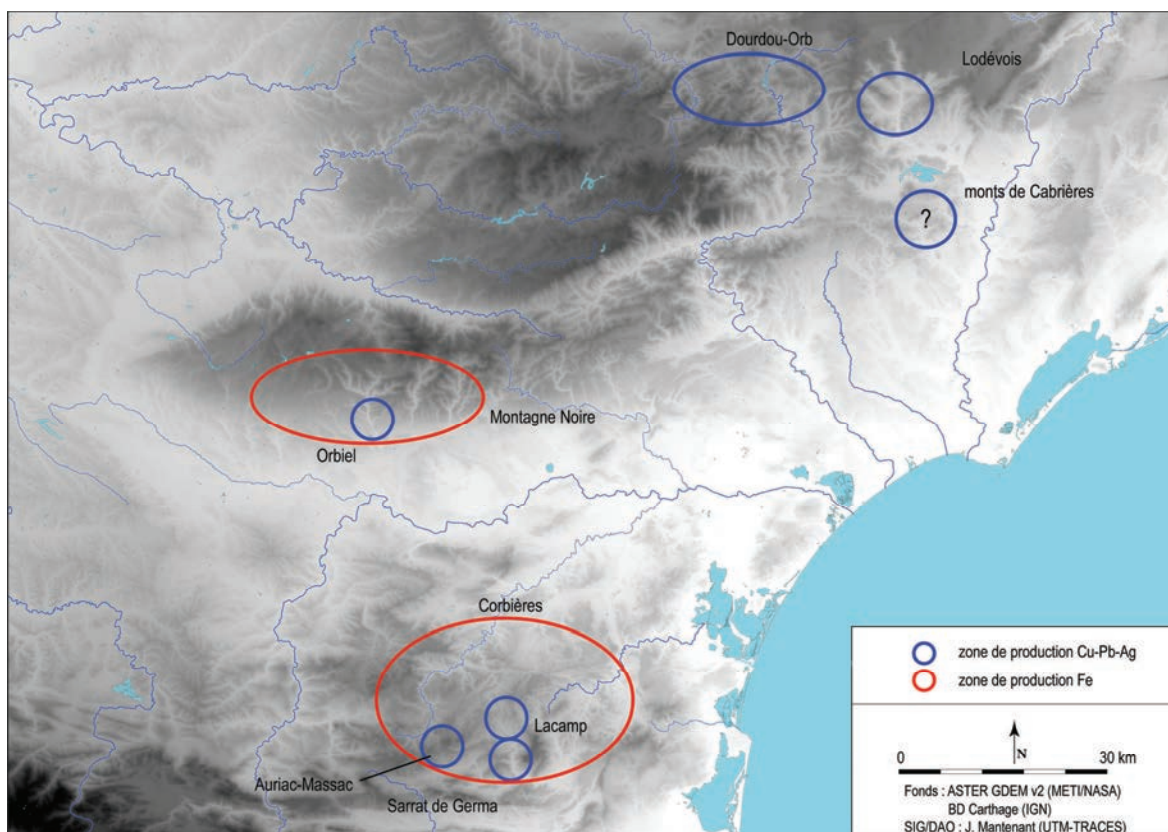 Dourdou-Orb
Lodévois
monts de Cabrières
?
Montagne Noire
Orbiel
Corbières
Lacamp
Auriac-Massac
Sarrat de Germa
zone de production Cu-Pb-Ag
zone de production Fe
N
0 30 km
Fonds : ASTER GDEM v2 (METI/NASA)
BD Carthage (IGN)
SIG/DAO : J. Mantenant (UTM-TRACES)